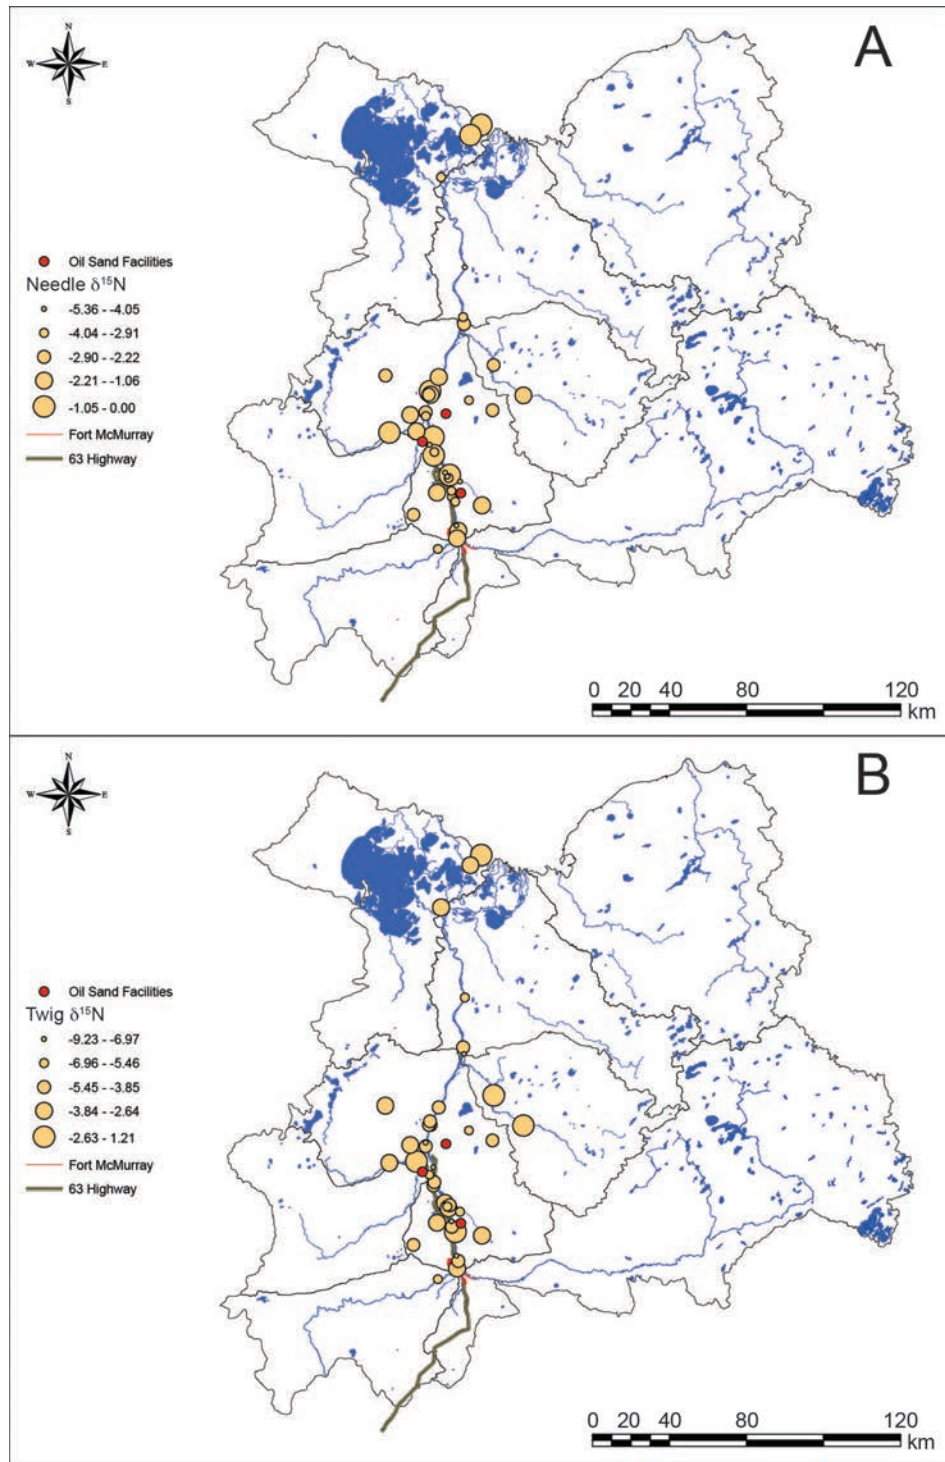 A
N
W E
S
Oil Sand Facilities
Needle δ¹⁵N
-5.36 - -4.05
-4.04 - -2.91
-2.90 - -2.22
-2.21 - -1.06
-1.05 - 0.00
Fort McMurray
63 Highway
0 20 40 80 120
km
B
N
W E
S
Oil Sand Facilities
Twig δ¹⁵N
-9.23 - -6.97
-6.96 - -5.46
-5.45 - -3.85
-3.84 - -2.64
-2.63 - 1.21
Fort McMurray
63 Highway
0 20 40 80 120
km